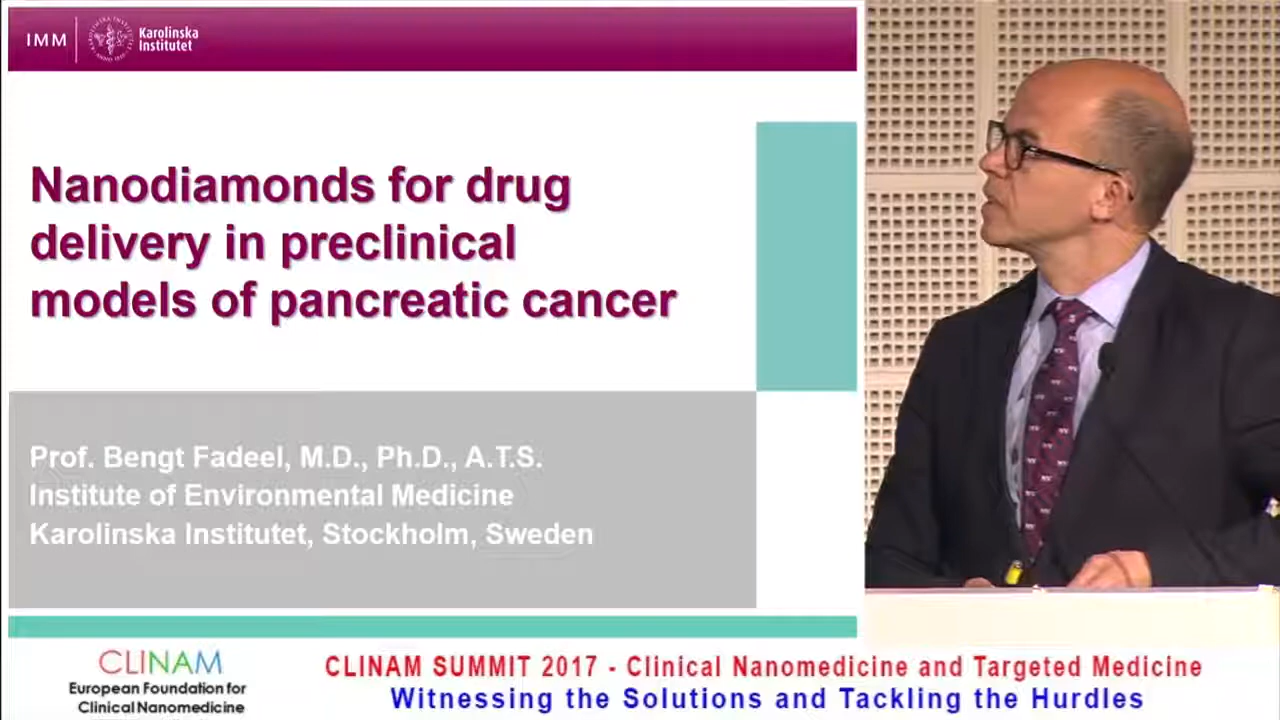 IMM
Karolinska
Institutet
Nanodiamonds for drug
delivery in preclinical
models of pancreatic cancer
Prof. Bengt Fadeel, M.D., Ph.D., A.T.S.
Institute of Environmental Medicine
Karolinska Institutet, Stockholm, Sweden
CLINAM
European Foundation for
Clinical Nanomedicine
CLINAM SUMMIT 2017 - Clinical Nanomedicine and Targeted Medicine
Witnessing the Solutions and Tackling the Hurdles